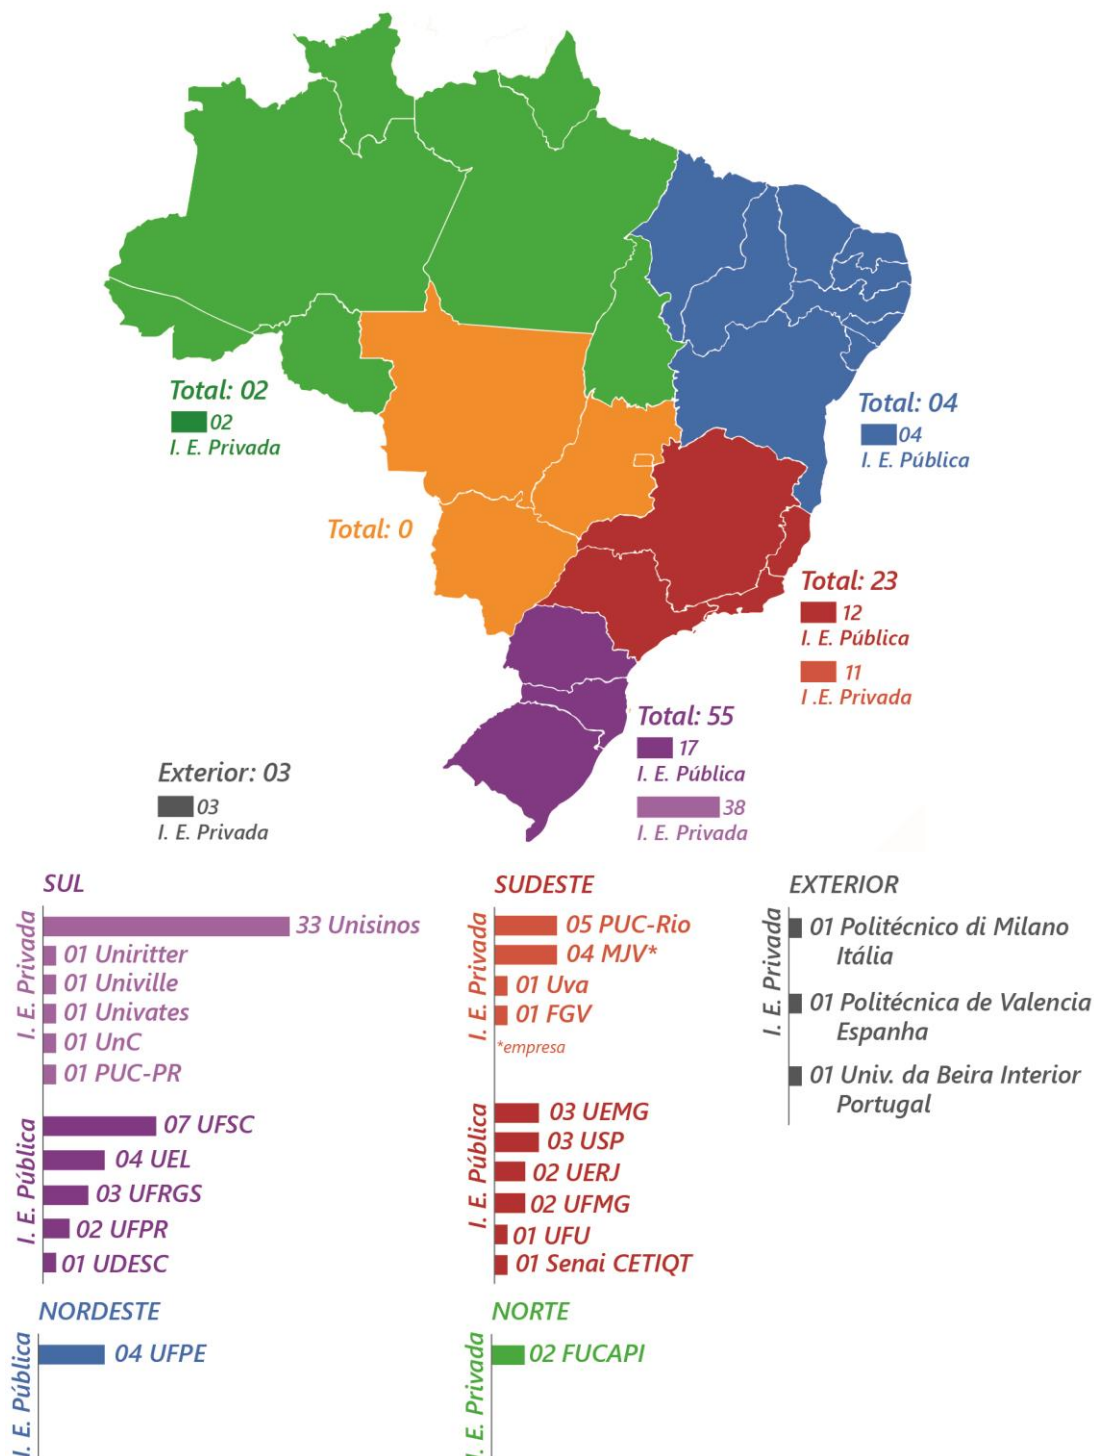 Total: 02
02
I. E. Privada
Total: 04
04
I. E. Pública
Total: 0
Total: 23
12
I. E. Pública
11
I .E. Privada
Total: 55
17
I. E. Pública
38
I. E. Privada
Exterior: 03
03
I. E. Privada
SUL
I. E. Privada
33 Unisinos
01 Uniritter
01 Univille
01 Univates
01 UnC
01 PUC-PR
I. E. Pública
07 UFSC
04 UEL
03 UFRGS
02 UFPR
01 UDESC
SUDESTE
I. E. Privada
05 PUC-Rio
04 MJV*
01 Uva
01 FGV
*empresa
I. E. Pública
03 UEMG
03 USP
02 UERJ
02 UFMG
01 UFU
01 Senai CETIQT
EXTERIOR
I. E. Privada
01 Politécnico di Milano
Itália
01 Politécnica de Valencia
Espanha
01 Univ. da Beira Interior
Portugal
NORDESTE
I. E. Pública
04 UFPE
NORTE
I. E. Privada
02 FUCAPI